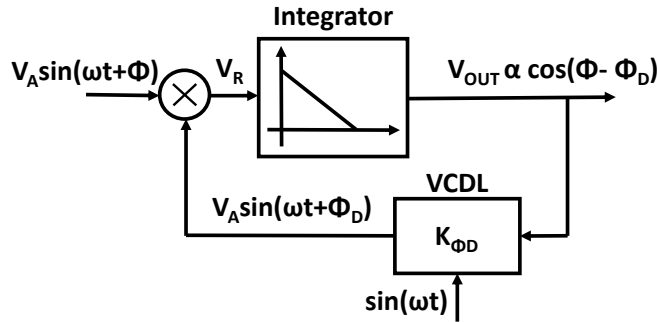 Integrator
V_A sin(ωt+Φ)
V_R
V_OUT α cos(Φ- Φ_D)
VCDL
V_A sin(ωt+Φ_D)
K_ΦD
sin(ωt)